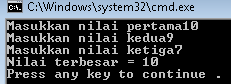 C:\Windows\system32\cmd.exe
Masukkan nilai pertama10
Masukkan nilai kedua9
Masukkan nilai ketiga7
Nilai terbesar = 10
Press any key to continue .